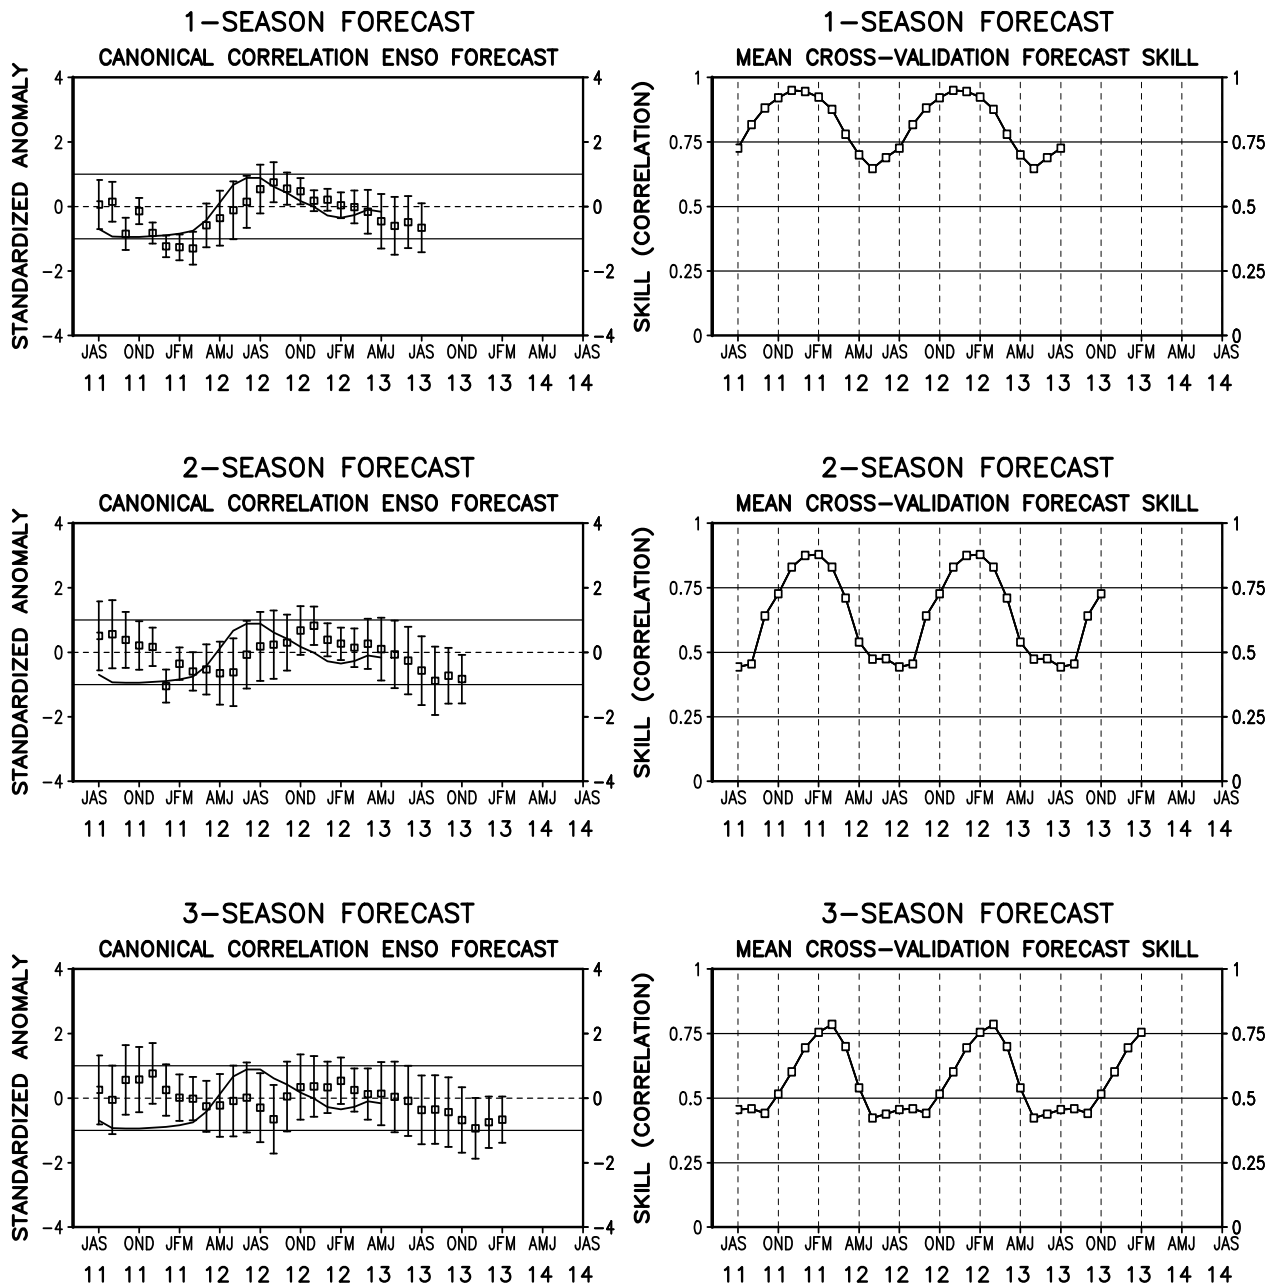 1-SEASON FORECAST
CANONICAL CORRELATION ENSO FORECAST
STANDARDIZED ANOMALY
4 4
2 2
0 0
-2 -2
-4 -4
JAS OND JFM AMJ JAS OND JFM AMJ JAS OND JFM AMJ JAS
11 11 11 12 12 12 12 13 13 13 13 14 14
1-SEASON FORECAST
MEAN CROSS-VALIDATION FORECAST SKILL
SKILL (CORRELATION)
1 1
0.75 0.75
0.5 0.5
0.25 0.25
0 0
JAS OND JFM AMJ JAS OND JFM AMJ JAS OND JFM AMJ JAS
11 11 11 12 12 12 12 13 13 13 13 14 14
2-SEASON FORECAST
CANONICAL CORRELATION ENSO FORECAST
STANDARDIZED ANOMALY
4 4
2 2
0 0
-2 -2
-4 -4
JAS OND JFM AMJ JAS OND JFM AMJ JAS OND JFM AMJ JAS
11 11 11 12 12 12 12 13 13 13 13 14 14
2-SEASON FORECAST
MEAN CROSS-VALIDATION FORECAST SKILL
SKILL (CORRELATION)
1 1
0.75 0.75
0.5 0.5
0.25 0.25
0 0
JAS OND JFM AMJ JAS OND JFM AMJ JAS OND JFM AMJ JAS
11 11 11 12 12 12 12 13 13 13 13 14 14
3-SEASON FORECAST
CANONICAL CORRELATION ENSO FORECAST
STANDARDIZED ANOMALY
4 4
2 2
0 0
-2 -2
-4 -4
JAS OND JFM AMJ JAS OND JFM AMJ JAS OND JFM AMJ JAS
11 11 11 12 12 12 12 13 13 13 13 14 14
3-SEASON FORECAST
MEAN CROSS-VALIDATION FORECAST SKILL
SKILL (CORRELATION)
1 1
0.75 0.75
0.5 0.5
0.25 0.25
0 0
JAS OND JFM AMJ JAS OND JFM AMJ JAS OND JFM AMJ JAS
11 11 11 12 12 12 12 13 13 13 13 14 14